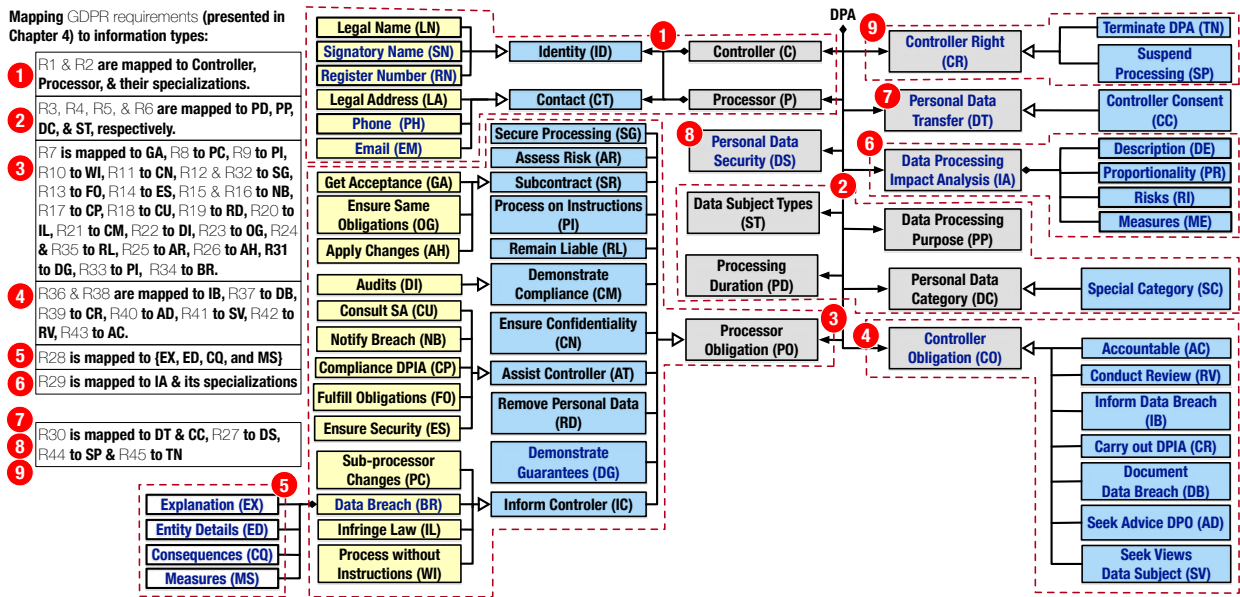 Mapping GDPR requirements (presented in
Chapter 4) to information types:
1
R1 & R2 are mapped to Controller,
Processor, & their specializations.
2
R3, R4, R5, & R6 are mapped to PD, PP,
DC, & ST, respectively.
3
R7 is mapped to GA, R8 to PC, R9 to PI,
R10 to WI, R11 to CN, R12 & R32 to SG,
R13 to FO, R14 to ES, R15 & R16 to NB,
R17 to CP, R18 to CU, R19 to RD, R20 to
IL, R21 to CM, R22 to DI, R23 to OG, R24
& R35 to RL, R25 to AR, R26 to AH, R31
to DG, R33 to PI, R34 to BR.
4
R36 & R38 are mapped to IB, R37 to DB,
R39 to CR, R40 to AD, R41 to SV, R42 to
RV, R43 to AC.
5
R28 is mapped to {EX, ED, CQ, and MS}
6
R29 is mapped to IA & its specializations
7
8
9
R30 is mapped to DT & CC, R27 to DS,
R44 to SP & R45 to TN
Legal Name (LN)
Signatory Name (SN)
Register Number (RN)
Legal Address (LA)
Phone (PH)
Email (EM)
Identity (ID)
Contact (CT)
1
Controller (C)
Processor (P)
DPA
Get Acceptance (GA)
Ensure Same
Obligations (OG)
Apply Changes (AH)
Audits (DI)
Consult SA (CU)
Notify Breach (NB)
Compliance DPIA (CP)
Fulfill Obligations (FO)
Ensure Security (ES)
Sub-processor
Changes (PC)
Data Breach (BR)
Infringe Law (IL)
Process without
Instructions (WI)
5
Explanation (EX)
Entity Details (ED)
Consequences (CQ)
Measures (MS)
Secure Processing (SG)
Assess Risk (AR)
Subcontract (SR)
Process on Instructions
(PI)
Remain Liable (RL)
Demonstrate
Compliance (CM)
Ensure Confidentiality
(CN)
Assist Controller (AT)
Remove Personal Data
(RD)
Demonstrate
Guarantees (DG)
Inform Controler (IC)
8
Personal Data
Security (DS)
2
Data Subject Types
(ST)
Processing
Duration (PD)
3
Processor
Obligation (PO)
9
Controller Right
(CR)
Terminate DPA (TN)
Suspend
Processing (SP)
7
Personal Data
Transfer (DT)
Controller Consent
(CC)
6
Data Processing
Impact Analysis (IA)
Description (DE)
Proportionality (PR)
Risks (RI)
Measures (ME)
Data Processing
Purpose (PP)
Personal Data
Category (DC)
Special Category (SC)
4
Controller
Obligation (CO)
Accountable (AC)
Conduct Review (RV)
Inform Data Breach
(IB)
Carry out DPIA (CR)
Document
Data Breach (DB)
Seek Advice DPO (AD)
Seek Views
Data Subject (SV)